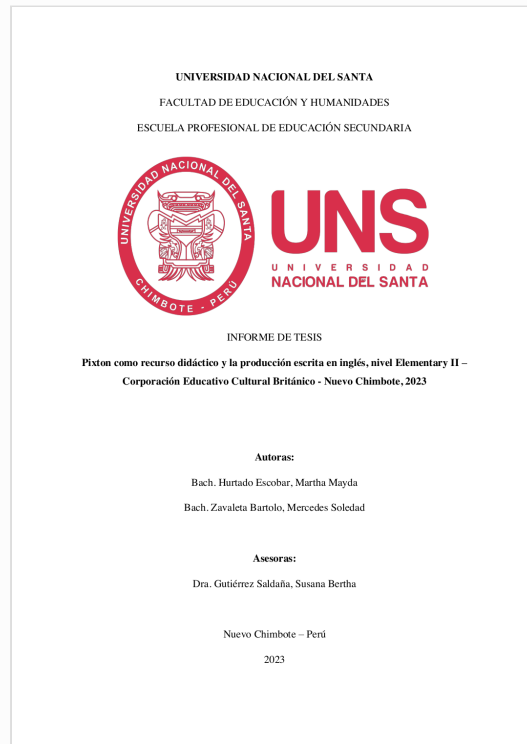 UNIVERSIDAD NACIONAL DEL SANTA
FACULTAD DE EDUCACIÓN Y HUMANIDADES
ESCUELA PROFESIONAL DE EDUCACIÓN SECUNDARIA
UNIVERSIDAD NACIONAL DEL SANTA
CHIMBOTE - PERÚ
UNS
UNIVERSIDAD
NACIONAL DEL SANTA
INFORME DE TESIS
Pixton como recurso didáctico y la producción escrita en inglés, nivel Elementary II –
Corporación Educativo Cultural Británico - Nuevo Chimbote, 2023
Autoras:
Bach. Hurtado Escobar, Martha Mayda
Bach. Zavaleta Bartolo, Mercedes Soledad
Asesoras:
Dra. Gutiérrez Saldaña, Susana Bertha
Nuevo Chimbote – Perú
2023